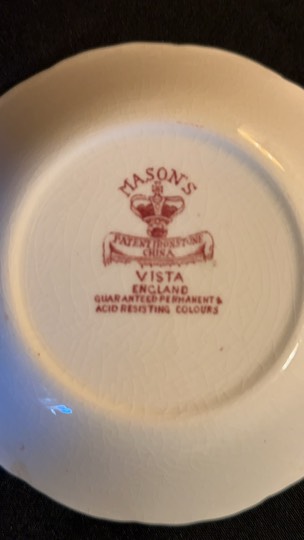 MASON'S
PATENT IRONSTONE
CHINA
VISTA
ENGLAND
GUARANTEED PERMANENT &
ACID RESISTING COLOURS